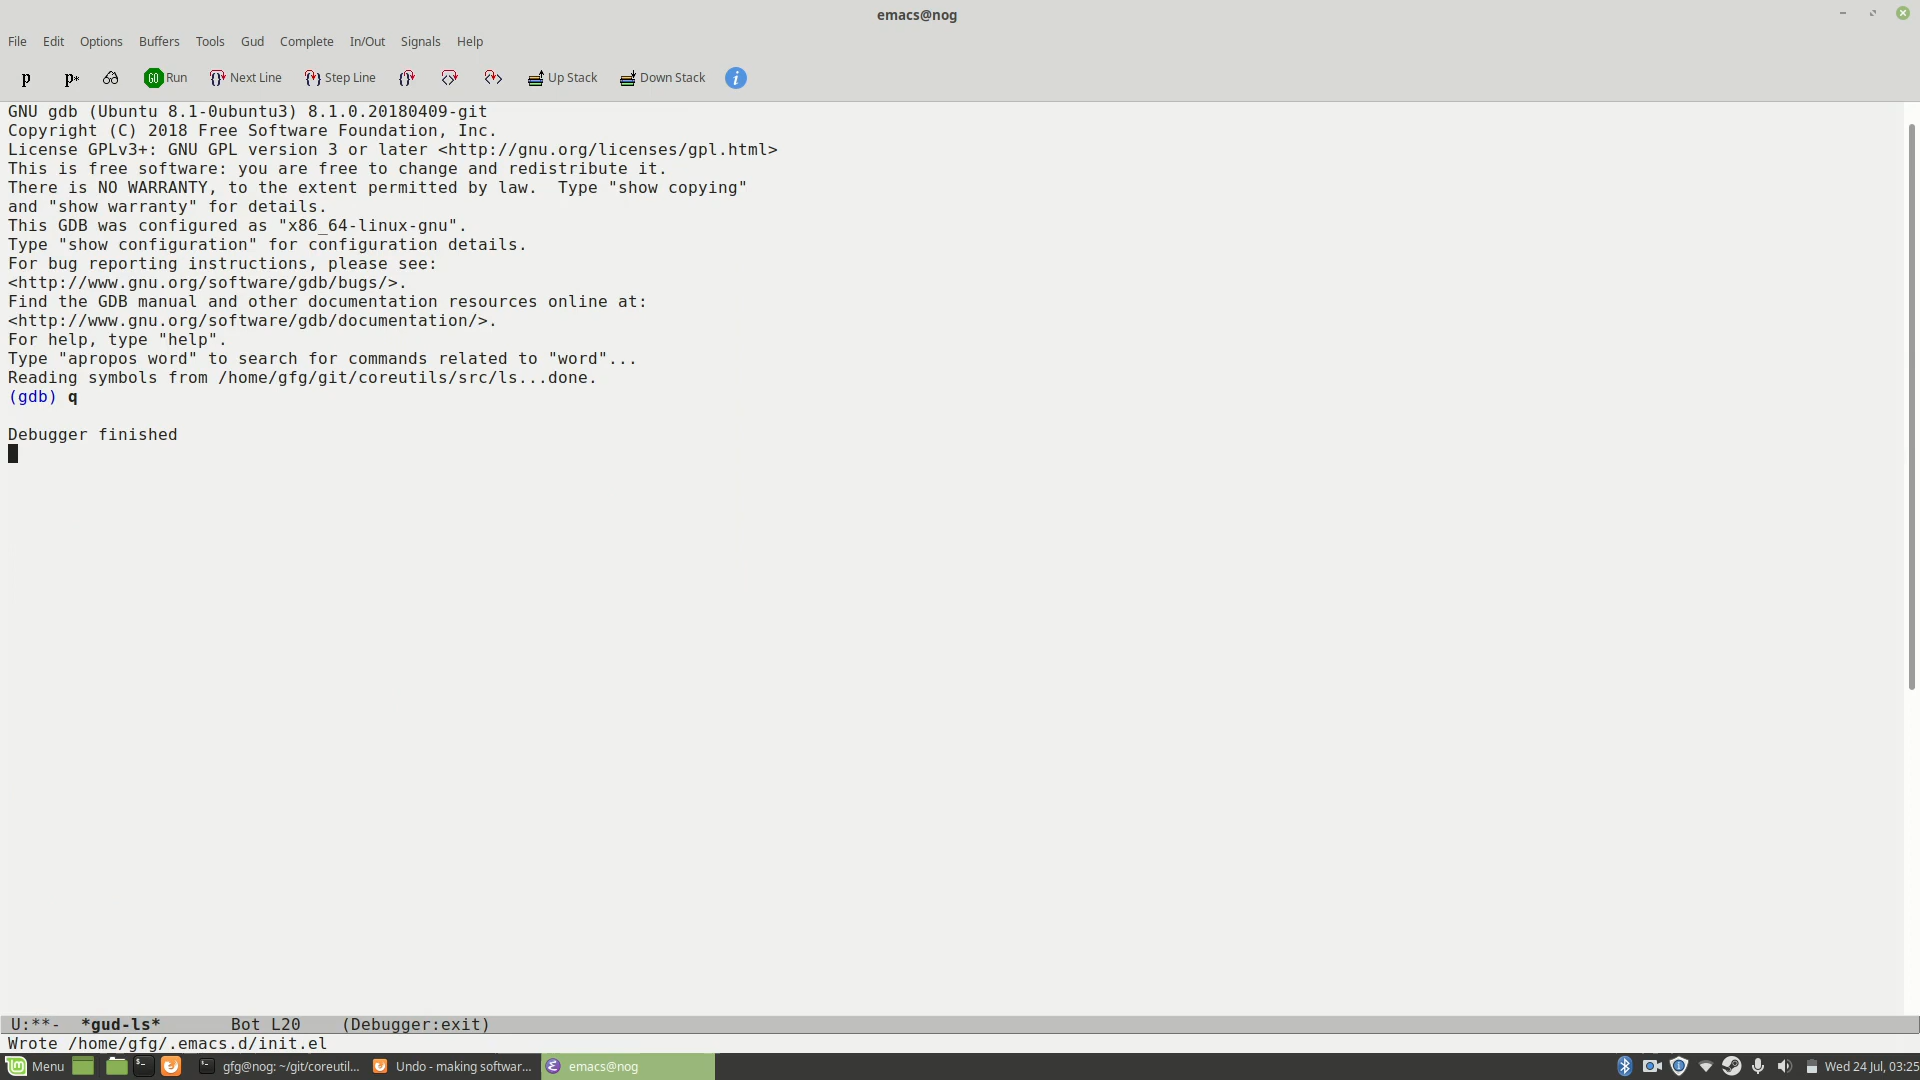 emacs@nog
File Edit Options Buffers Tools Gud Complete In/Out Signals Help
p p* GO Run Next Line Step Line Up Stack Down Stack i
GNU gdb (Ubuntu 8.1-0ubuntu3) 8.1.0.20180409-git
Copyright (C) 2018 Free Software Foundation, Inc.
License GPLv3+: GNU GPL version 3 or later <http://gnu.org/licenses/gpl.html>
This is free software: you are free to change and redistribute it.
There is NO WARRANTY, to the extent permitted by law.  Type "show copying"
and "show warranty" for details.
This GDB was configured as "x86_64-linux-gnu".
Type "show configuration" for configuration details.
For bug reporting instructions, please see:
<http://www.gnu.org/software/gdb/bugs/>.
Find the GDB manual and other documentation resources online at:
<http://www.gnu.org/software/gdb/documentation/>.
For help, type "help".
Type "apropos word" to search for commands related to "word"...
Reading symbols from /home/gfg/git/coreutils/src/ls...done.
(gdb) q
Debugger finished
U:**-  *gud-ls*       Bot L20    (Debugger:exit)
Wrote /home/gfg/.emacs.d/init.el
Menu gfg@nog: ~/git/coreutil... Undo - making softwar... emacs@nog Wed 24 Jul, 03:25